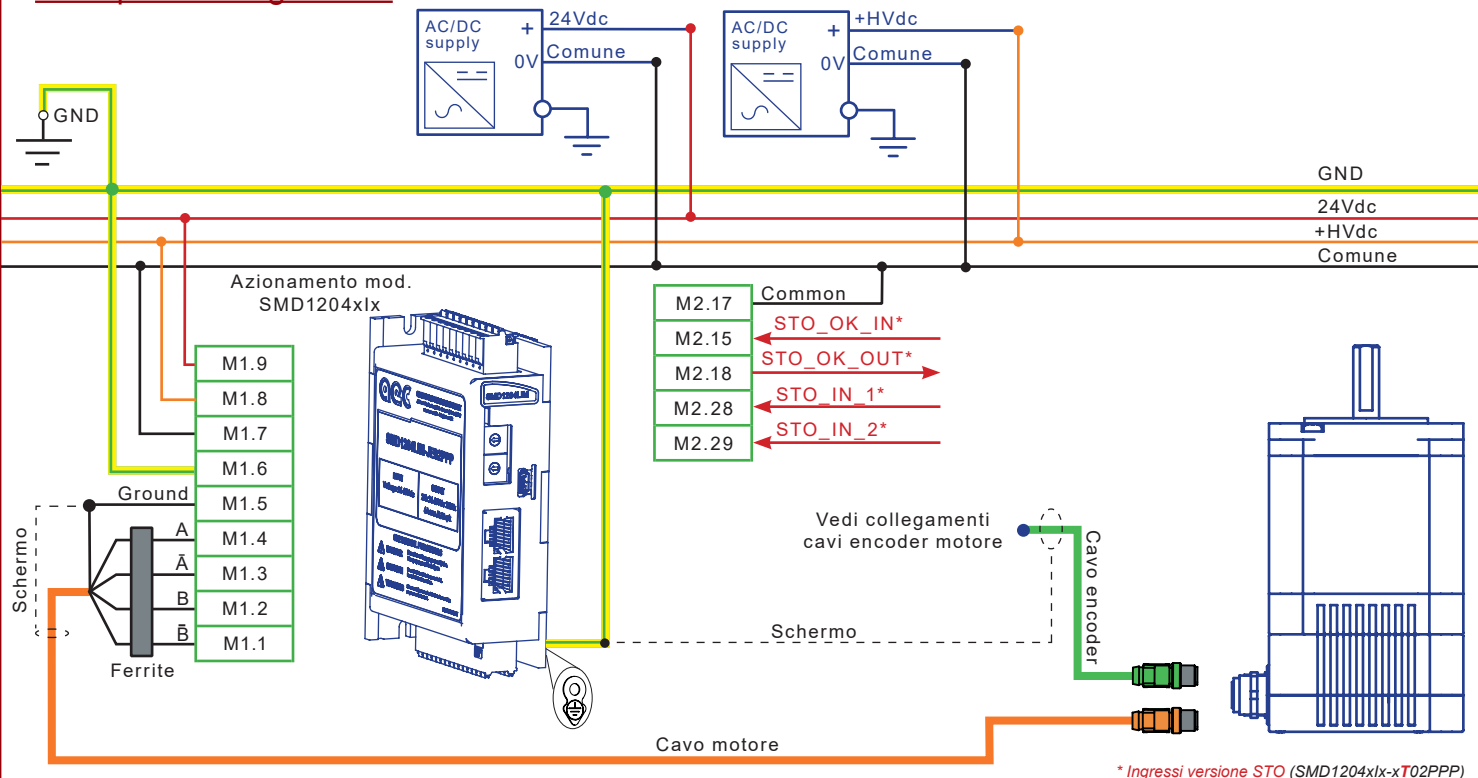 AC/DC
supply
+
24Vdc
0V
Comune
AC/DC
supply
+
+HVdc
0V
Comune
GND
GND
24Vdc
+HVdc
Comune
Azionamento mod.
SMD1204xIx
M1.9
M1.8
M1.7
M1.6
M1.5
M1.4
M1.3
M1.2
M1.1
Ground
A
Ā
B
B̄
Schermo
Ferrite
M2.17
M2.15
M2.18
M2.28
M2.29
Common
STO_OK_IN*
STO_OK_OUT*
STO_IN_1*
STO_IN_2*
Vedi collegamenti
cavi encoder motore
Cavo encoder
Schermo
Cavo motore
* Ingressi versione STO (SMD1204xIx-xT02PPP)